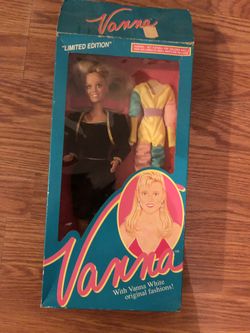 Vanna
"LIMITED EDITION"
Vanna
With Vanna White
original fashions!